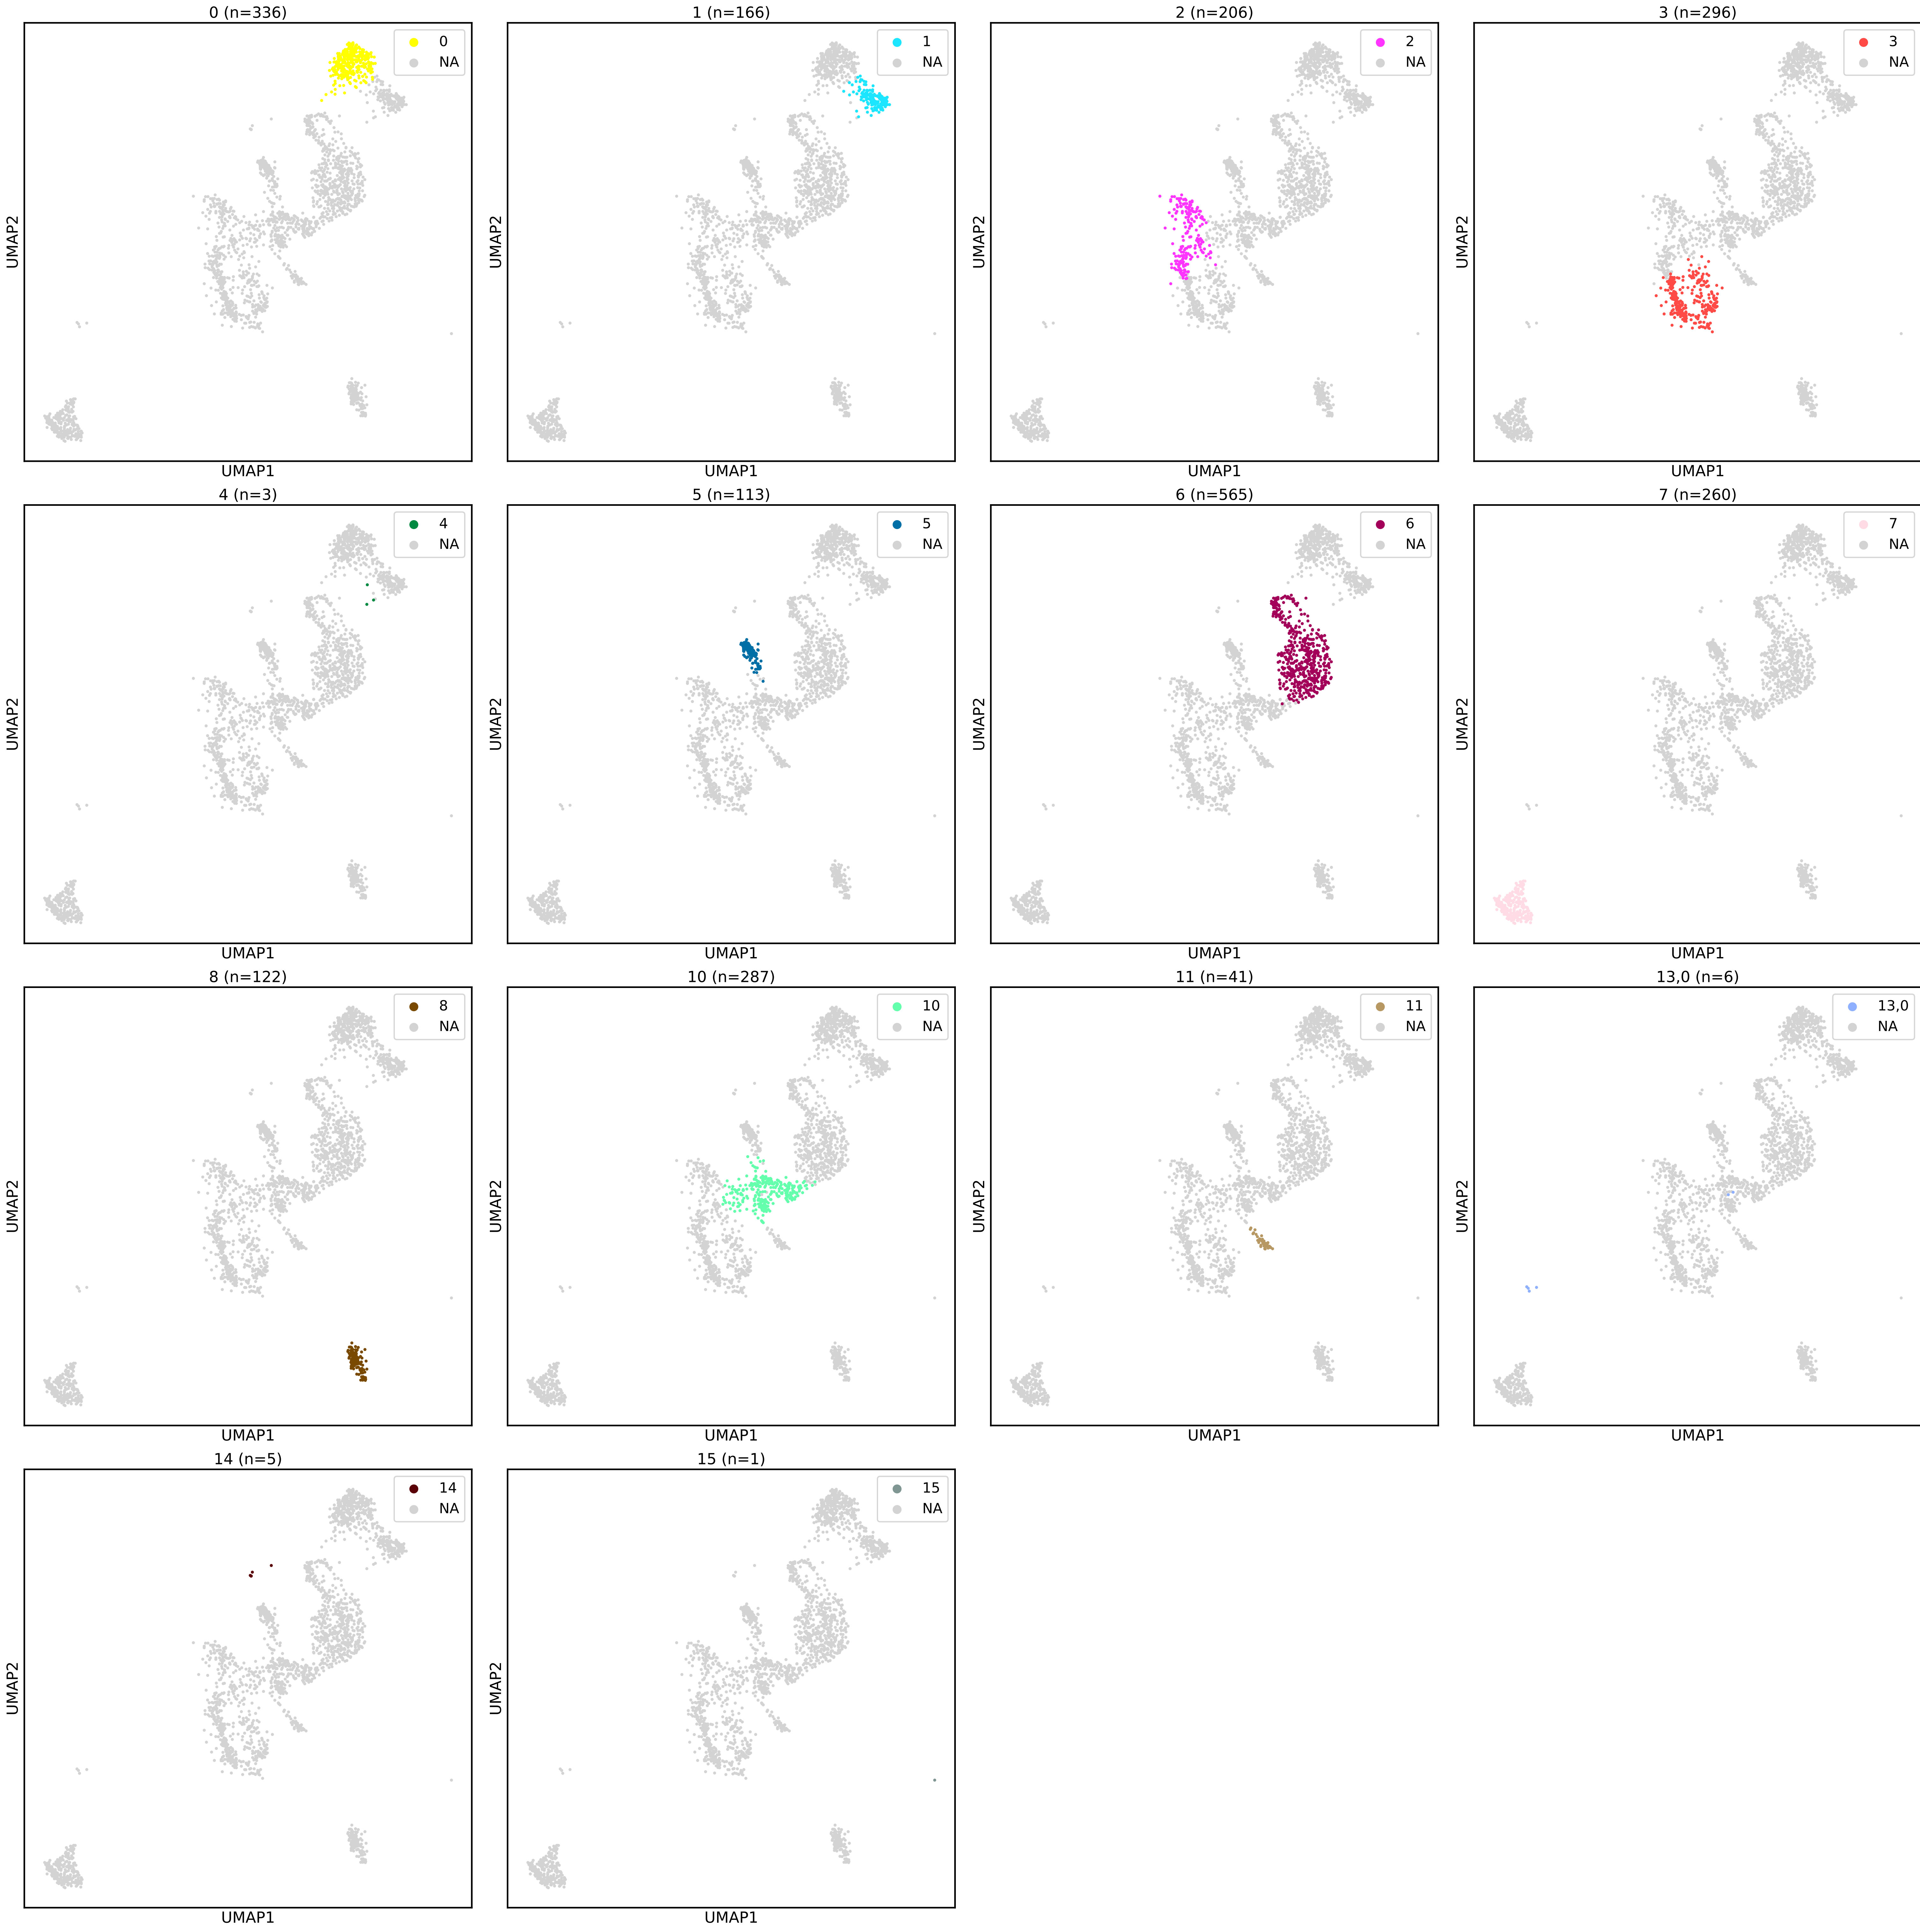 0 (n=336)
0
NA
UMAP2
UMAP1
1 (n=166)
1
NA
UMAP2
UMAP1
2 (n=206)
2
NA
UMAP2
UMAP1
3 (n=296)
3
NA
UMAP2
UMAP1
4 (n=3)
4
NA
UMAP2
UMAP1
5 (n=113)
5
NA
UMAP2
UMAP1
6 (n=565)
6
NA
UMAP2
UMAP1
7 (n=260)
7
NA
UMAP2
UMAP1
8 (n=122)
8
NA
UMAP2
UMAP1
10 (n=287)
10
NA
UMAP2
UMAP1
11 (n=41)
11
NA
UMAP2
UMAP1
13,0 (n=6)
13,0
NA
UMAP2
UMAP1
14 (n=5)
14
NA
UMAP2
UMAP1
15 (n=1)
15
NA
UMAP2
UMAP1